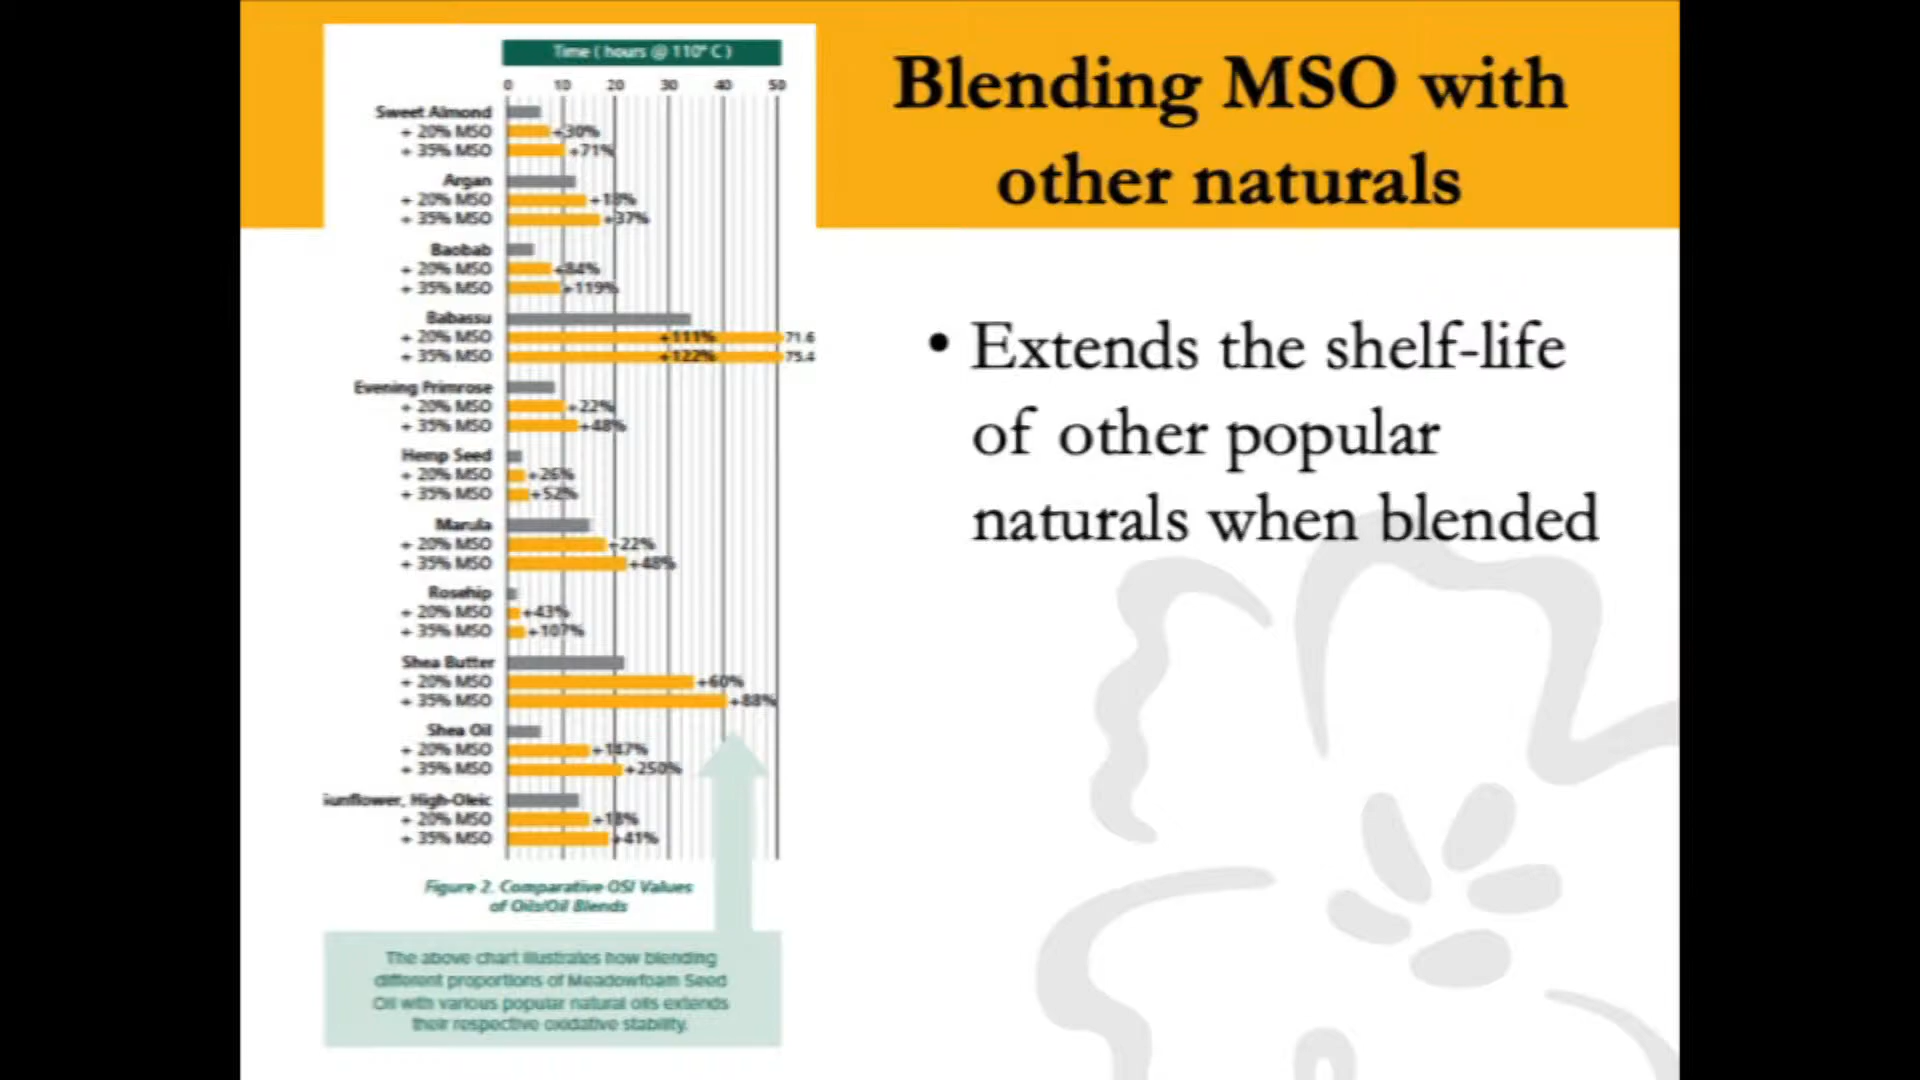 Time ( hours @ 110° C )
0 10 20 30 40 50
Sweet Almond
+ 20% MSO +30%
+ 35% MSO +71%
Argan
+ 20% MSO +18%
+ 35% MSO +37%
Baobab
+ 20% MSO +84%
+ 35% MSO +119%
Babassu
+ 20% MSO +111% 71.6
+ 35% MSO +122% 75.4
Evening Primrose
+ 20% MSO +22%
+ 35% MSO +48%
Hemp Seed
+ 20% MSO +26%
+ 35% MSO +52%
Marula
+ 20% MSO +22%
+ 35% MSO +48%
Rosehip
+ 20% MSO +43%
+ 35% MSO +107%
Shea Butter
+ 20% MSO +60%
+ 35% MSO +88%
Shea Oil
+ 20% MSO +147%
+ 35% MSO +250%
unflower, High-Oleic
+ 20% MSO +18%
+ 35% MSO +41%
Figure 2. Comparative OSI Values
of Oils/Oil Blends
The above chart illustrates how blending
different proportions of Meadowfoam Seed
Oil with various popular natural oils extends
their respective oxidative stability.
Blending MSO with
other naturals
• Extends the shelf-life
of other popular
naturals when blended